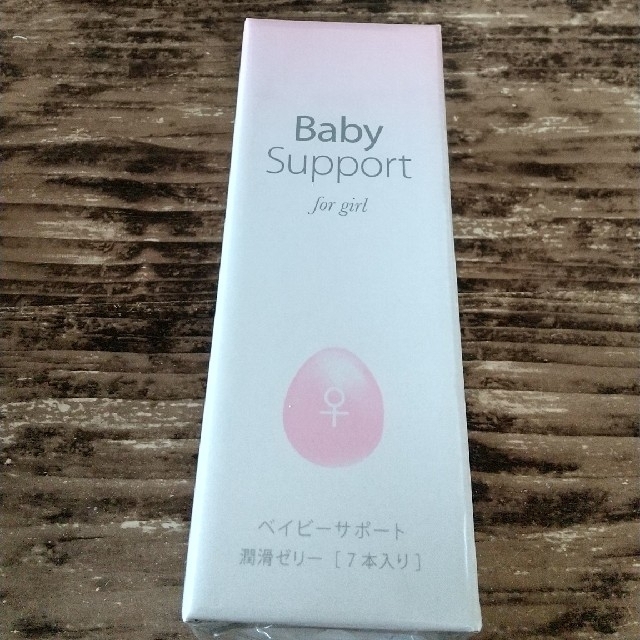 Baby
Support
for girl
ベイビーサポート
潤滑ゼリー［7本入り］